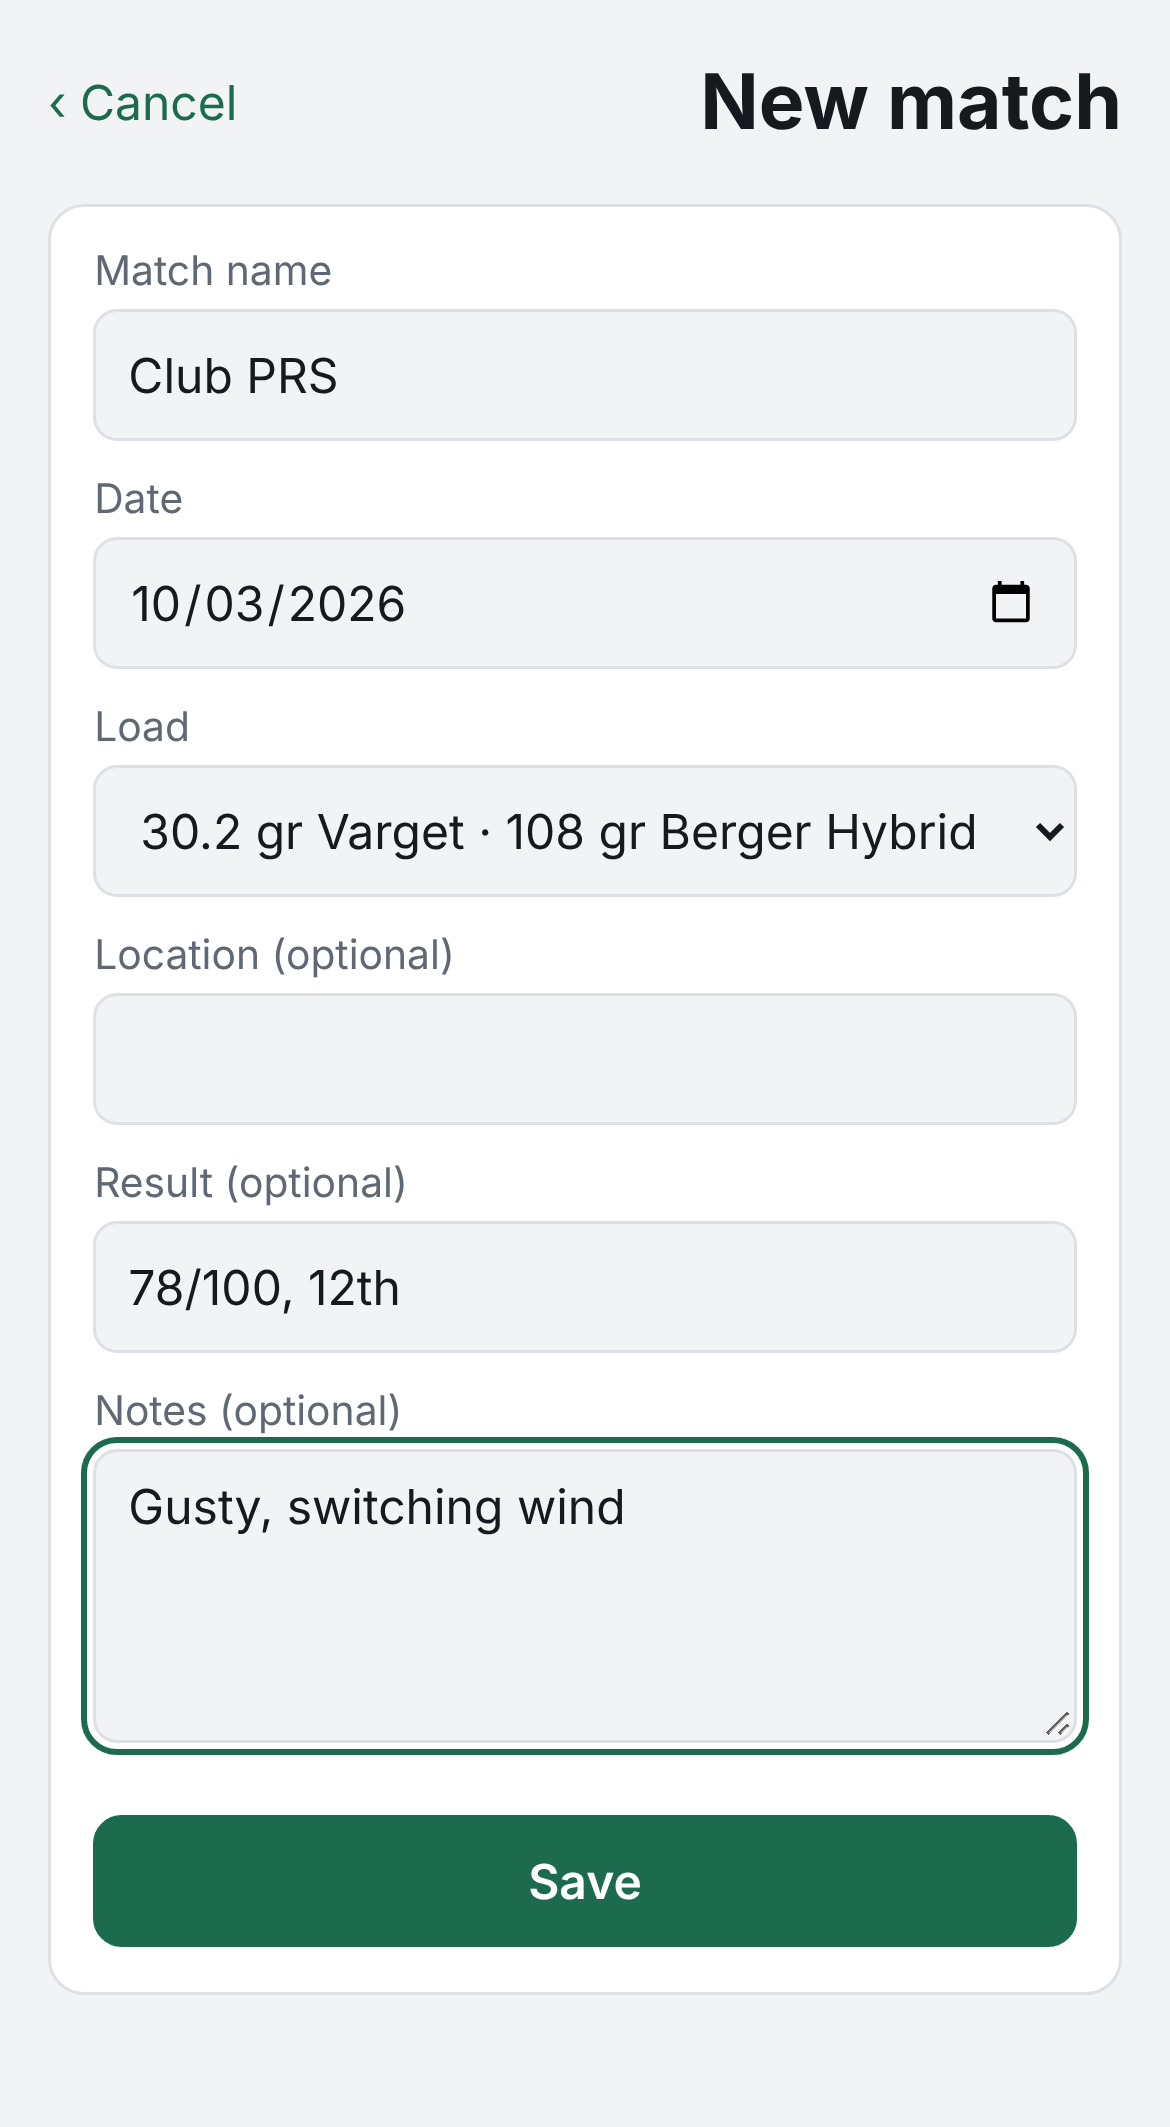 ‹ Cancel
New match
Match name
Club PRS
Date
10/03/2026
Load
30.2 gr Varget · 108 gr Berger Hybrid
Location (optional)
Result (optional)
78/100, 12th
Notes (optional)
Gusty, switching wind
Save